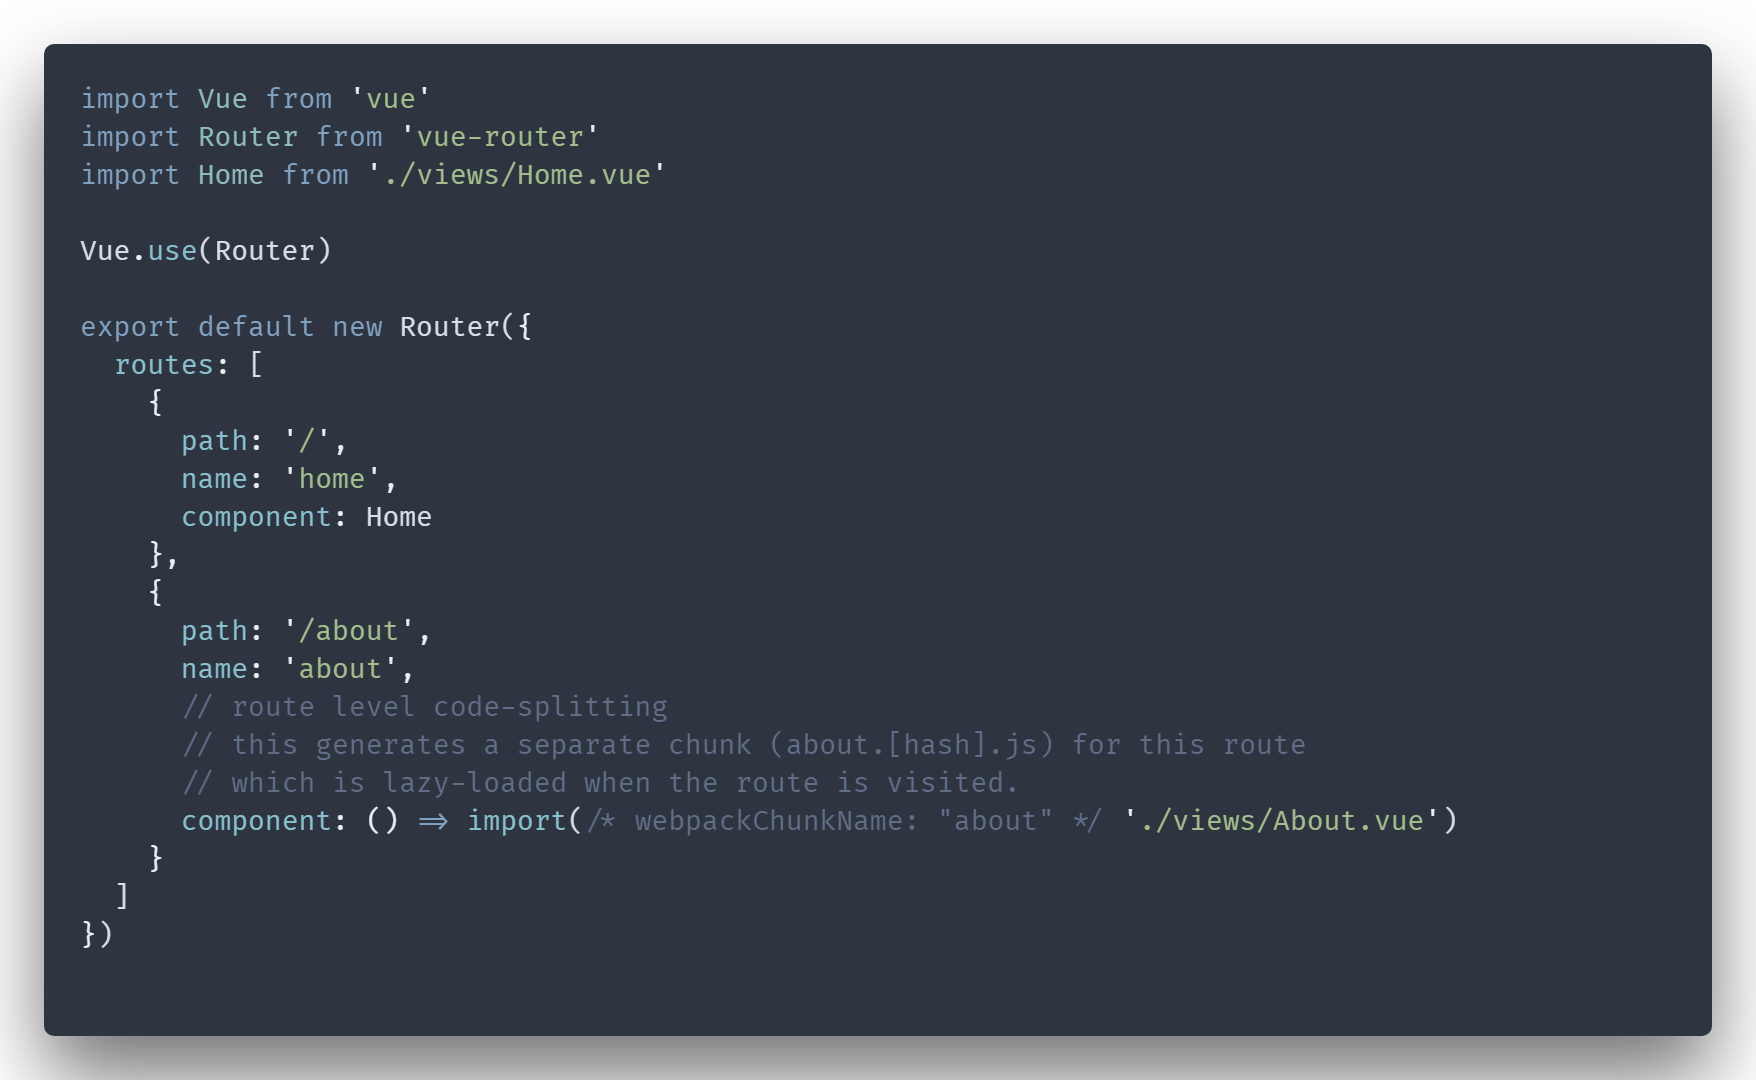 import Vue from 'vue'
import Router from 'vue-router'
import Home from './views/Home.vue'
Vue.use(Router)
export default new Router({
routes: [
{
path: '/',
name: 'home',
component: Home
},
{
path: '/about',
name: 'about',
// route level code-splitting
// this generates a separate chunk (about.[hash].js) for this route
// which is lazy-loaded when the route is visited.
component: () => import(/* webpackChunkName: "about" */ './views/About.vue')
}
]
})